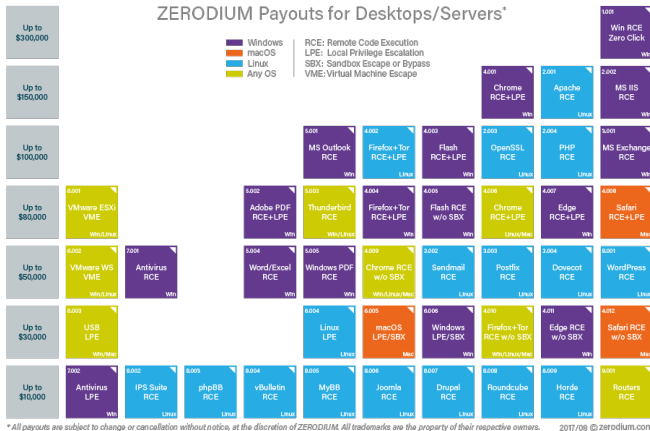 ZERODIUM Payouts for Desktops/Servers*
Windows
macOS
Linux
Any OS
RCE: Remote Code Execution
LPE: Local Privilege Escalation
SBX: Sandbox Escape or Bypass
VME: Virtual Machine Escape
Up to
$300,000
1.001
Win RCE
Zero Click
Win
Up to
$150,000
4.001
Chrome
RCE+LPE
Win
2.001
Apache
RCE
Linux
2.002
MS IIS
RCE
Win
Up to
$100,000
5.001
MS Outlook
RCE
Win
4.002
Firefox+Tor
RCE+LPE
Linux
4.003
Flash
RCE+LPE
Win
2.003
OpenSSL
RCE
Linux
2.004
PHP
RCE
Linux
3.001
MS Exchange
RCE
Win
Up to
$80,000
6.001
VMware ESXi
VME
Win/Linux
5.002
Adobe PDF
RCE+LPE
Win
5.003
Thunderbird
RCE
Win/Linux
4.004
Firefox+Tor
RCE+LPE
Win
4.005
Flash RCE
w/o SBX
Win
4.006
Chrome
RCE+LPE
Linux/Mac
4.007
Edge
RCE+LPE
Win
4.008
Safari
RCE+LPE
Mac
Up to
$50,000
6.002
VMware WS
VME
Win/Linux
7.001
Antivirus
RCE
Win
5.004
Word/Excel
RCE
Win
5.005
Windows PDF
RCE
Win
4.009
Chrome RCE
w/o SBX
Win/Linux/Mac
3.002
Sendmail
RCE
Linux
3.003
Postfix
RCE
Linux
3.004
Dovecot
RCE
Linux
8.001
WordPress
RCE
Linux
Up to
$30,000
6.003
USB
LPE
Win/Mac
6.004
Linux
LPE
Linux
6.005
macOS
LPE/SBX
Mac
6.006
Windows
LPE/SBX
Win
4.010
Firefox+Tor
RCE w/o SBX
Win/Linux/Mac
4.011
Edge RCE
w/o SBX
Win
4.012
Safari RCE
w/o SBX
Mac
Up to
$10,000
7.002
Antivirus
LPE
Win
8.002
IPS Suite
RCE
Linux
8.003
phpBB
RCE
Linux
8.004
vBulletin
RCE
Linux
8.005
MyBB
RCE
Linux
8.006
Joomla
RCE
Linux
8.007
Drupal
RCE
Linux
8.008
Roundcube
RCE
Linux
8.009
Horde
RCE
Linux
9.001
Routers
RCE
* All payouts are subject to change or cancellation without notice, at the discretion of ZERODIUM. All trademarks are the property of their respective owners.
2017/08 © zerodium.com